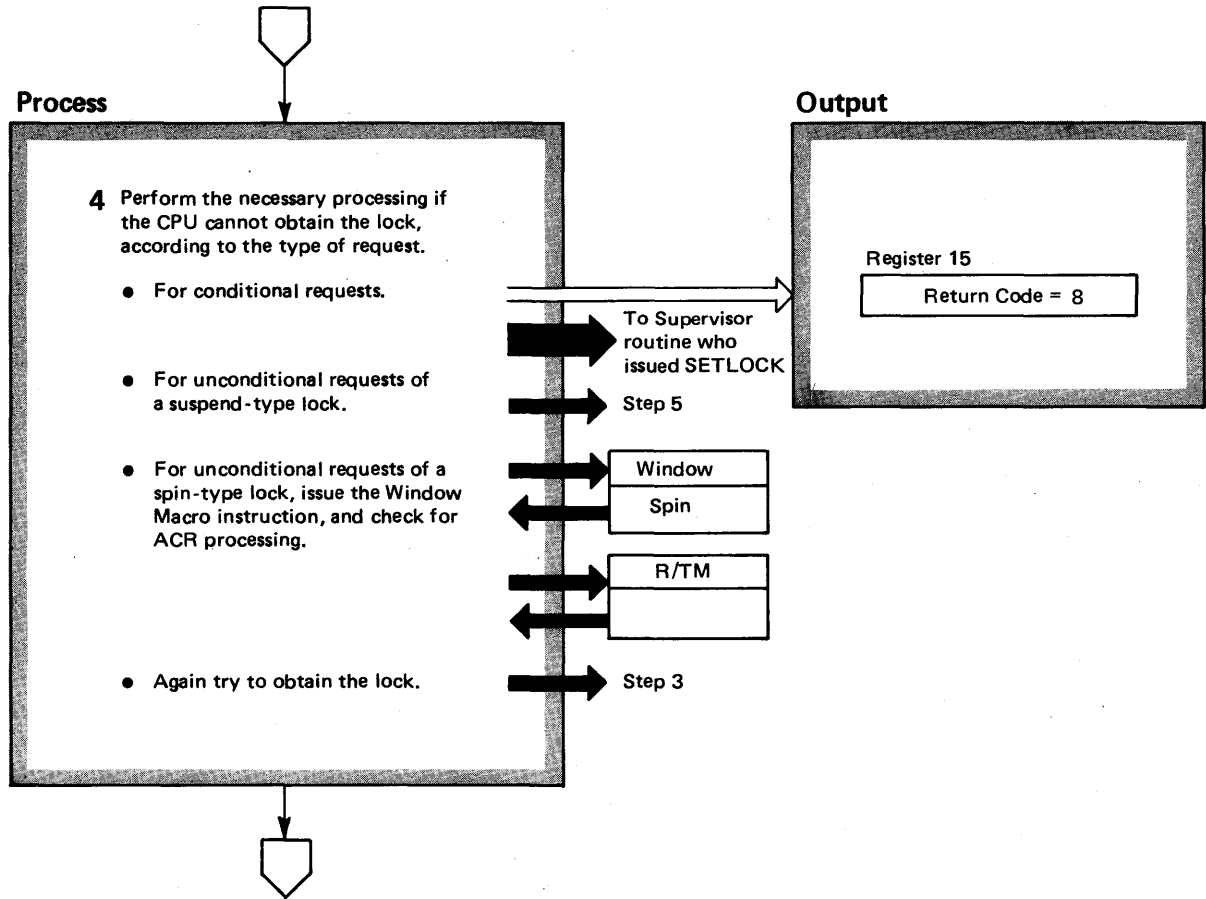 Process
4 Perform the necessary processing if
the CPU cannot obtain the lock,
according to the type of request.
● For conditional requests.
To Supervisor
routine who
issued SETLOCK
● For unconditional requests of
a suspend-type lock.
Step 5
● For unconditional requests of a
spin-type lock, issue the Window
Macro instruction, and check for
ACR processing.
Window
Spin
R/TM
● Again try to obtain the lock.
Step 3
Output
Register 15
Return Code = 8